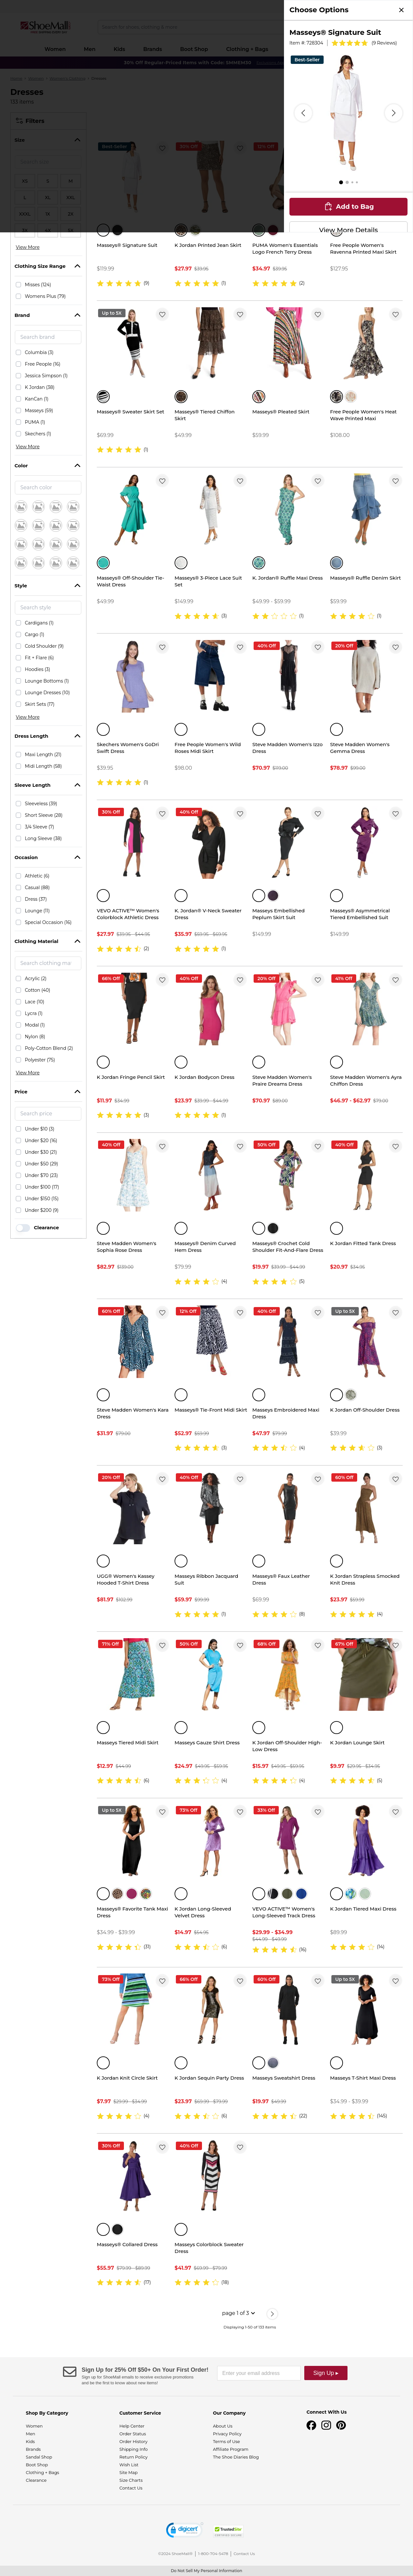 Choose Options
Masseys® Signature Suit
Item #: 728304
(9 Reviews)
Best-Seller
Add to Bag
View More Details
ShoeMall
Women Men Kids Brands Boot Shop Clothing + Bags
Dresses
133 items
Filters
Size
View More
Clothing Size Range
Misses (124)
Womens Plus (79)
Brand
Search brand
Columbia (3)
Free People (16)
Jessica Simpson (1)
K Jordan (38)
KanCan (1)
Masseys (59)
PUMA (1)
Skechers (1)
View More
Color
Search color
Style
Search style
Cardigans (1)
Cargo (1)
Cold Shoulder (9)
Fit + Flare (6)
Hoodies (3)
Lounge Bottoms (1)
Lounge Dresses (10)
Skirt Sets (17)
View More
Dress Length
Maxi Length (21)
Midi Length (58)
Sleeve Length
Sleeveless (39)
Short Sleeve (28)
3/4 Sleeve (7)
Long Sleeve (38)
Occasion
Athletic (6)
Casual (88)
Dress (37)
Lounge (11)
Special Occasion (16)
Clothing Material
Search clothing mat
Acrylic (2)
Cotton (40)
Lace (10)
Lycra (1)
Modal (1)
Nylon (8)
Poly-Cotton Blend (2)
Polyester (75)
View More
Price
Search price
Under $10 (3)
Under $20 (16)
Under $30 (21)
Under $50 (29)
Under $70 (23)
Under $100 (17)
Under $150 (15)
Under $200 (9)
Clearance
Masseys® Signature Suit
$119.99
(9)
K Jordan Printed Jean Skirt
$27.97 $39.95
(1)
PUMA Women's Essentials Logo French Terry Dress
$34.97 $39.95
(2)
Free People Women's Ravenna Printed Maxi Skirt
$127.95
Up to 5X
Masseys® Sweater Skirt Set
$69.99
(1)
Masseys® Tiered Chiffon Skirt
$49.99
Masseys® Pleated Skirt
$59.99
Free People Women's Heat Wave Printed Maxi
$108.00
Masseys® Off-Shoulder Tie-Waist Dress
$49.99
Masseys® 3-Piece Lace Suit Set
$149.99
(3)
K. Jordan® Ruffle Maxi Dress
$49.99 - $59.99
(1)
Masseys® Ruffle Denim Skirt
$59.99
(1)
Skechers Women's GoDri Swift Dress
$39.95
(1)
Free People Women's Wild Roses Midi Skirt
$98.00
40% Off
Steve Madden Women's Izzo Dress
$70.97 $119.00
20% Off
Steve Madden Women's Gemma Dress
$78.97 $99.00
30% Off
VEVO ACTIVE™ Women's Colorblock Athletic Dress
$27.97 $39.95 - $44.95
(2)
40% Off
K. Jordan® V-Neck Sweater Dress
$35.97 $59.95 - $69.95
(1)
Masseys Embellished Peplum Skirt Suit
$149.99
Masseys® Asymmetrical Tiered Embellished Suit
$149.99
66% Off
K Jordan Fringe Pencil Skirt
$11.97 $34.99
(3)
40% Off
K Jordan Bodycon Dress
$23.97 $39.99 - $44.99
(1)
20% Off
Steve Madden Women's Praire Dreams Dress
$70.97 $89.00
41% Off
Steve Madden Women's Ayra Chiffon Dress
$46.97 - $62.97 $79.00
40% Off
Steve Madden Women's Sophia Rose Dress
$82.97 $139.00
Masseys® Denim Curved Hem Dress
$79.99
(4)
50% Off
Masseys® Crochet Cold Shoulder Fit-And-Flare Dress
$19.97 $39.99 - $44.99
(5)
40% Off
K Jordan Fitted Tank Dress
$20.97 $34.95
60% Off
Steve Madden Women's Kara Dress
$31.97 $79.00
12% Off
Masseys® Tie-Front Midi Skirt
$52.97 $59.99
(3)
40% Off
Masseys Embroidered Maxi Dress
$47.97 $79.99
(4)
Up to 5X
K Jordan Off-Shoulder Dress
$39.99
(3)
20% Off
UGG® Women's Kassey Hooded T-Shirt Dress
$81.97 $102.99
40% Off
Masseys Ribbon Jacquard Suit
$59.97 $99.99
(1)
Masseys® Faux Leather Dress
$69.99
(8)
60% Off
K Jordan Strapless Smocked Knit Dress
$23.97 $59.99
(4)
71% Off
Masseys Tiered Midi Skirt
$12.97 $44.99
(6)
50% Off
Masseys Gauze Shirt Dress
$24.97 $49.95 - $59.95
(4)
68% Off
K Jordan Off-Shoulder High-Low Dress
$15.97 $49.95 - $59.95
(4)
67% Off
K Jordan Lounge Skirt
$9.97 $29.95 - $34.95
(5)
Up to 5X
Masseys® Favorite Tank Maxi Dress
$34.99 - $39.99
(31)
73% Off
K Jordan Long-Sleeved Velvet Dress
$14.97 $54.95
(6)
33% Off
VEVO ACTIVE™ Women's Long-Sleeved Track Dress
$29.99 - $34.99
$44.99 - $49.99
(16)
K Jordan Tiered Maxi Dress
$89.99
(14)
73% Off
K Jordan Knit Circle Skirt
$7.97 $29.99 - $34.99
(4)
66% Off
K Jordan Sequin Party Dress
$23.97 $69.99 - $79.99
(6)
60% Off
Masseys Sweatshirt Dress
$19.97 $49.99
(22)
Up to 5X
Masseys T-Shirt Maxi Dress
$34.99 - $39.99
(145)
30% Off
Masseys® Collared Dress
$55.97 $79.99 - $89.99
(17)
40% Off
Masseys Colorblock Sweater Dress
$41.97 $69.99 - $79.99
(18)
page 1 of 3
Displaying 1-50 of 133 items
Sign Up for 25% Off $50+ On Your First Order!
Sign up for ShoeMall emails to receive exclusive promotions
and be the first to know about new items!
Enter your email address
Sign Up ▸
Shop By Category
Women
Men
Kids
Brands
Sandal Shop
Boot Shop
Clothing + Bags
Clearance
Customer Service
Help Center
Order Status
Order History
Shipping Info
Return Policy
Wish List
Site Map
Size Charts
Contact Us
Our Company
About Us
Privacy Policy
Terms of Use
Affiliate Program
The Shoe Diaries Blog
Connect With Us
digicert
TrustedSite
©2024 ShoeMall® | 1-800-704-5478 | Contact Us
Do Not Sell My Personal Information